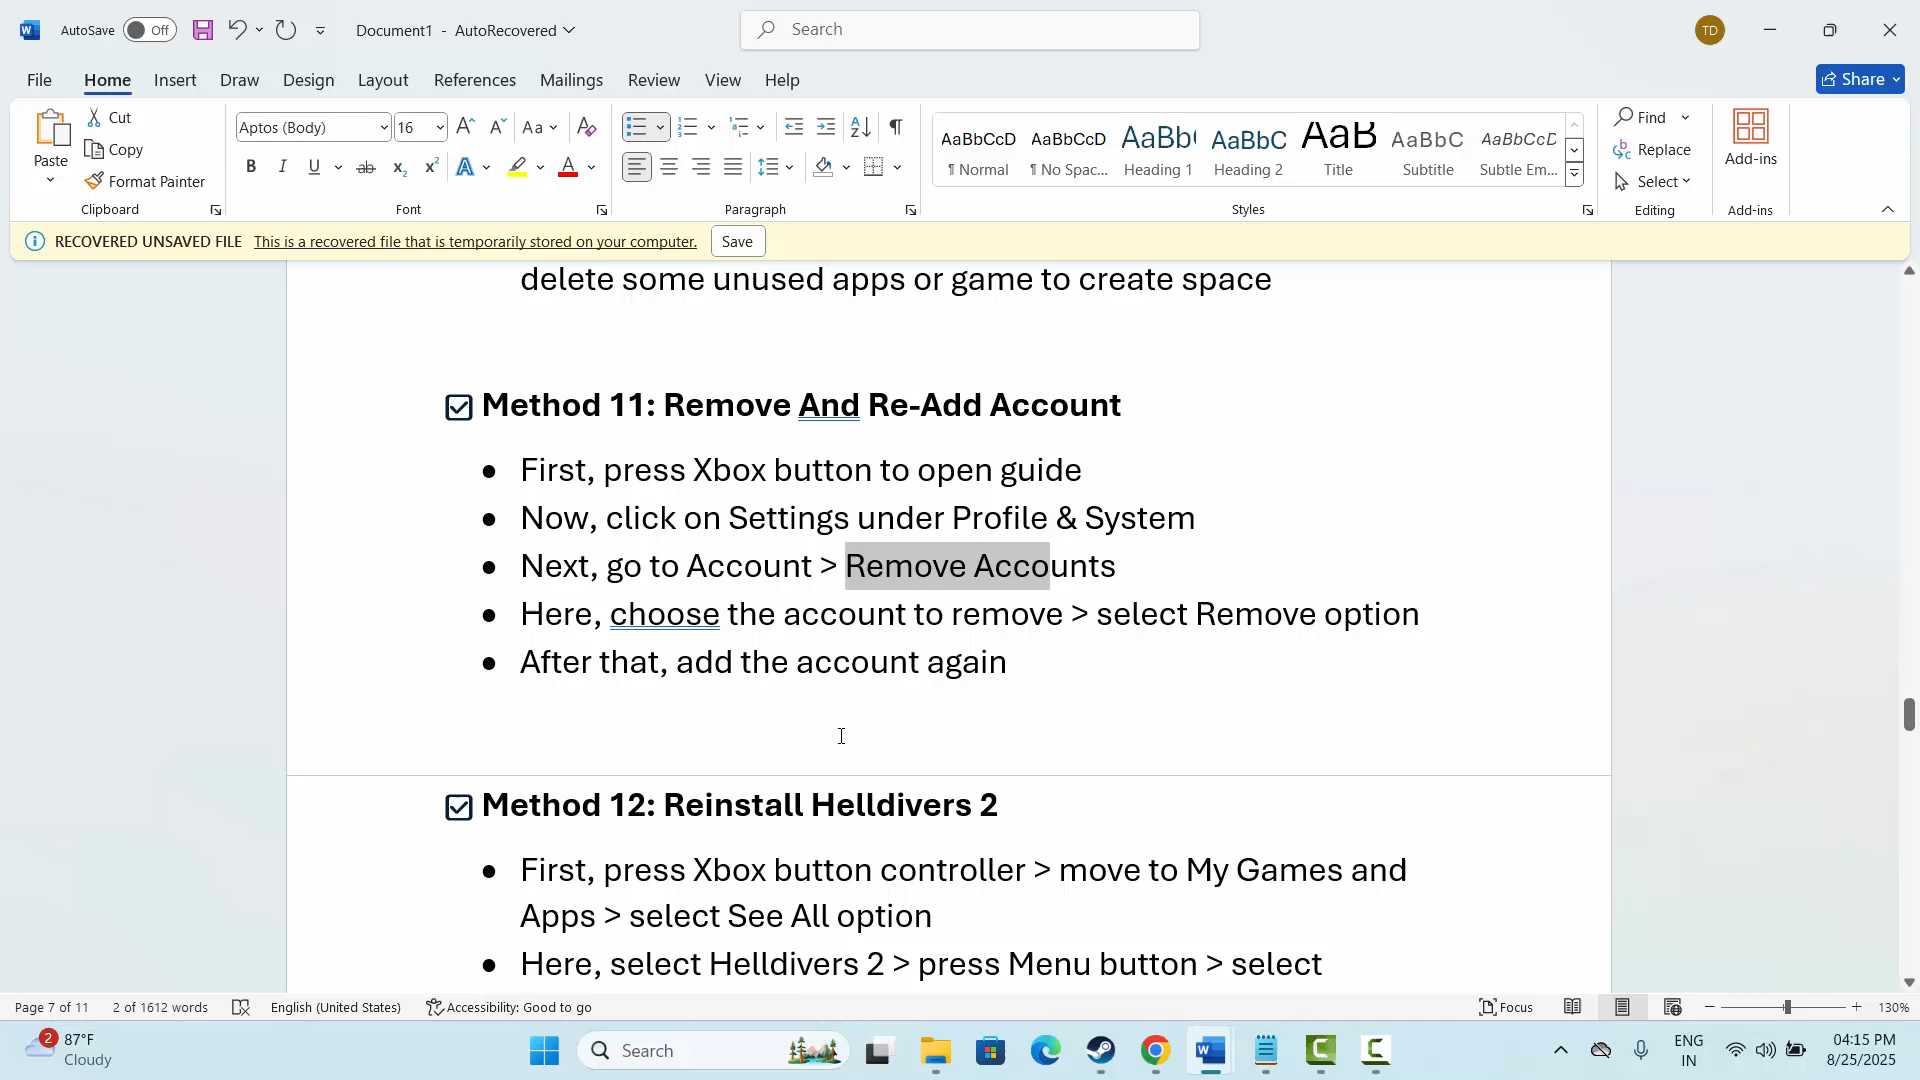 AutoSave Off Document1 - AutoRecovered Search TD
File Home Insert Draw Design Layout References Mailings Review View Help Share
Paste Cut Copy Format Painter Clipboard
Aptos (Body) 16 Aa Font
Paragraph
AaBbCcD ¶ Normal AaBbCcD ¶ No Spac... AaBb( Heading 1 AaBbC Heading 2 AaB Title AaBbC Subtitle AaBbCcD Subtle Em... Styles
Find Replace Select Editing
Add-ins Add-ins
RECOVERED UNSAVED FILE This is a recovered file that is temporarily stored on your computer. Save
delete some unused apps or game to create space
Method 11: Remove And Re-Add Account
● First, press Xbox button to open guide
● Now, click on Settings under Profile & System
● Next, go to Account > Remove Accounts
● Here, choose the account to remove > select Remove option
● After that, add the account again
Method 12: Reinstall Helldivers 2
● First, press Xbox button controller > move to My Games and
Apps > select See All option
● Here, select Helldivers 2 > press Menu button > select
Page 7 of 11 2 of 1612 words English (United States) Accessibility: Good to go Focus 130%
2 87°F Search ENG 04:15 PM
Cloudy IN 8/25/2025